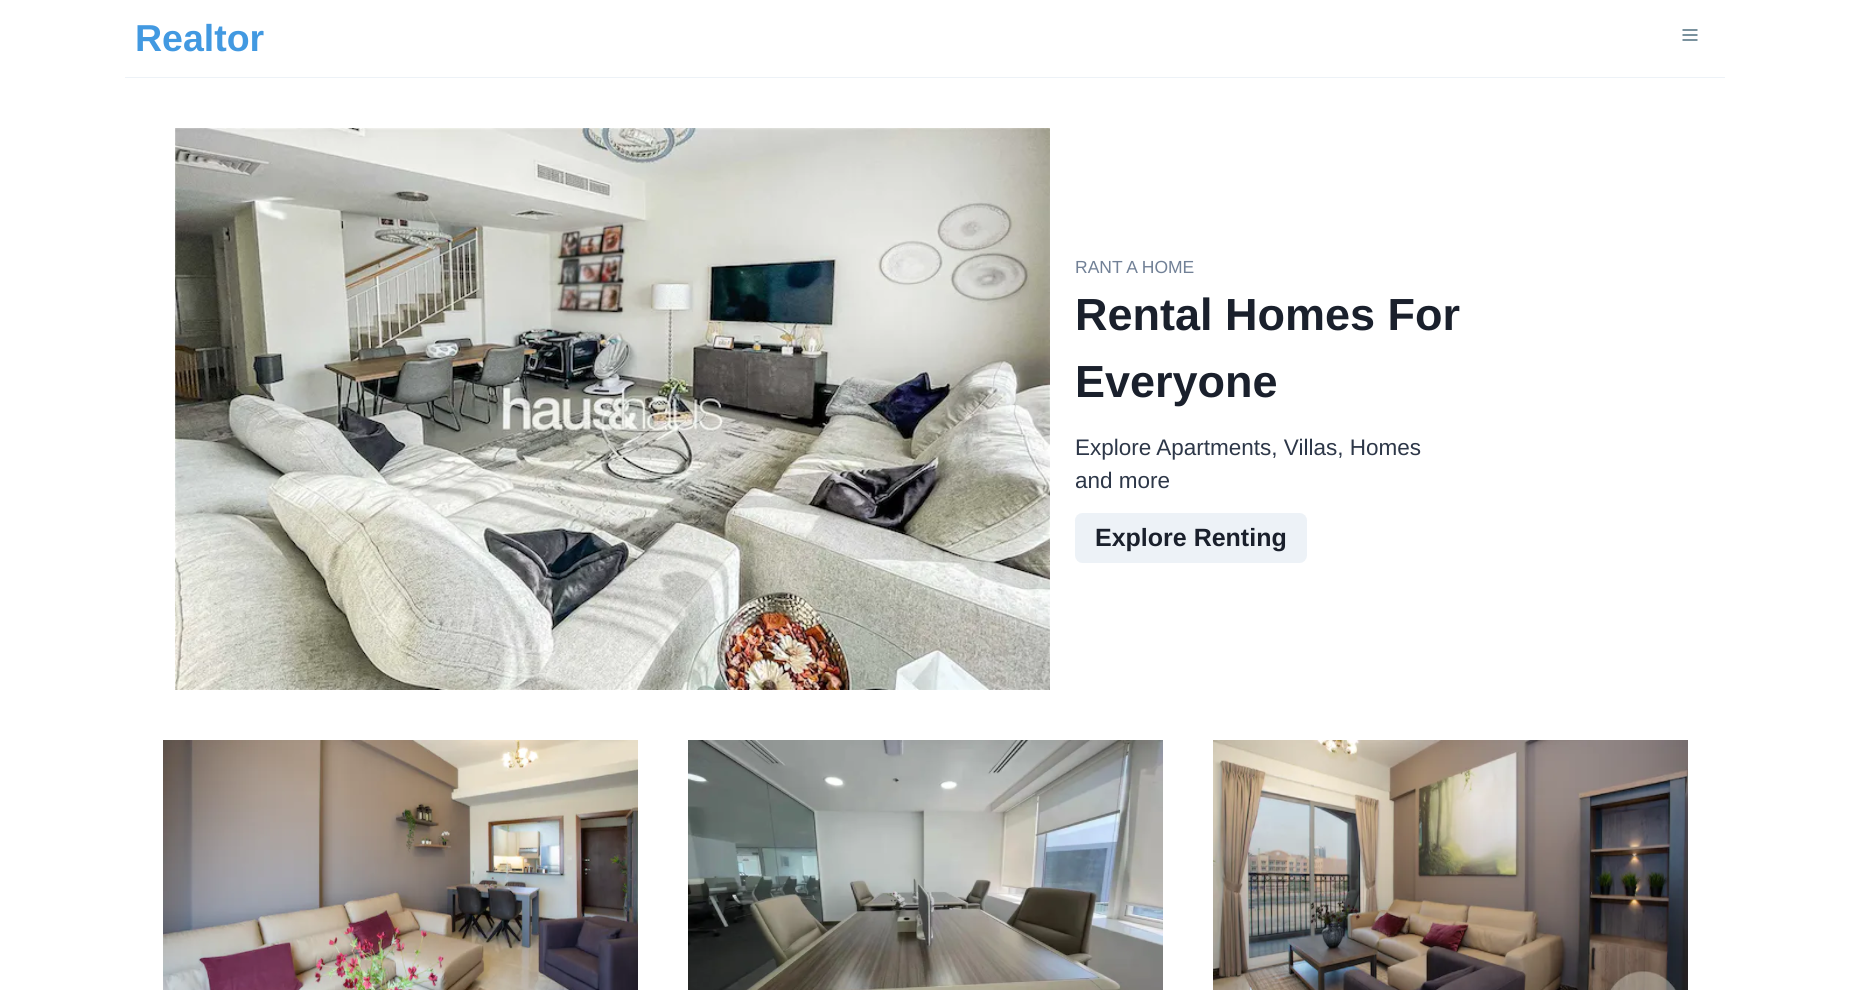 Realtor
haus&haus
RANT A HOME
Rental Homes For
Everyone
Explore Apartments, Villas, Homes
and more
Explore Renting